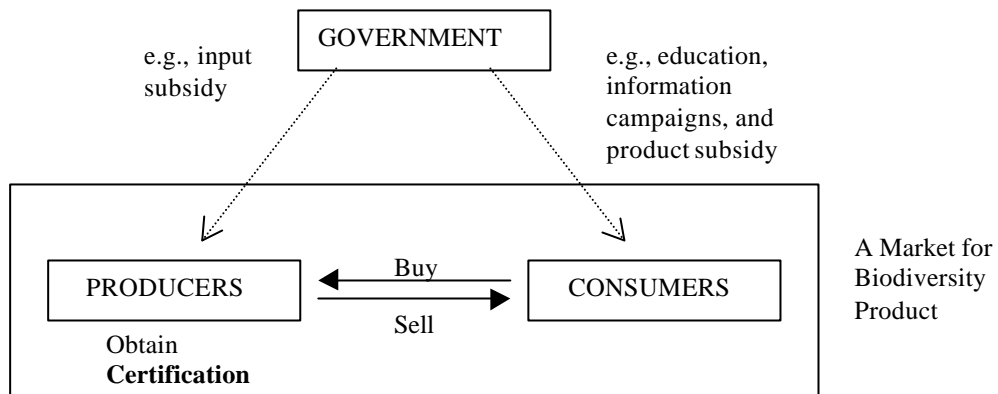 GOVERNMENT
e.g., input
subsidy
e.g., education,
information
campaigns, and
product subsidy
PRODUCERS
Buy
Sell
CONSUMERS
Obtain
Certification
A Market for
Biodiversity
Product